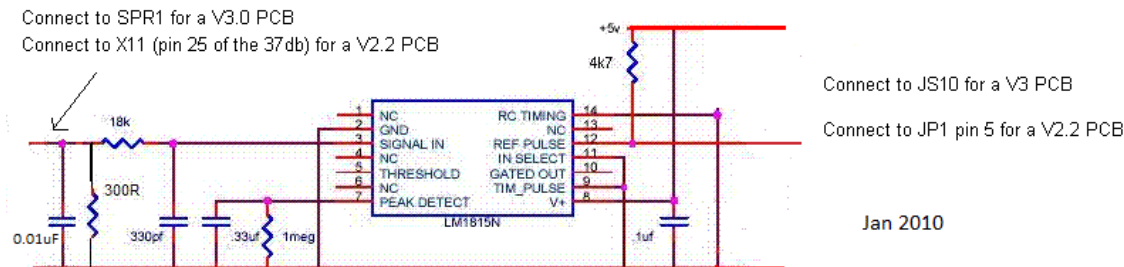 Connect to SPR1 for a V3.0 PCB
Connect to X11 (pin 25 of the 37db) for a V2.2 PCB
+5v
4k7
Connect to JS10 for a V3 PCB
Connect to JP1 pin 5 for a V2.2 PCB
18k
300R
0.01uF
330pf
.33uf
1meg
1 NC
2 GND
3 SIGNAL IN
4 NC
5 THRESHOLD
6 NC
7 PEAK DETECT
RC TIMING 14
NC 13
REF PULSE 12
IN SELECT 11
GATED OUT 10
TIM_PULSE 9
V+ 8
LM1815N
.1uf
Jan 2010